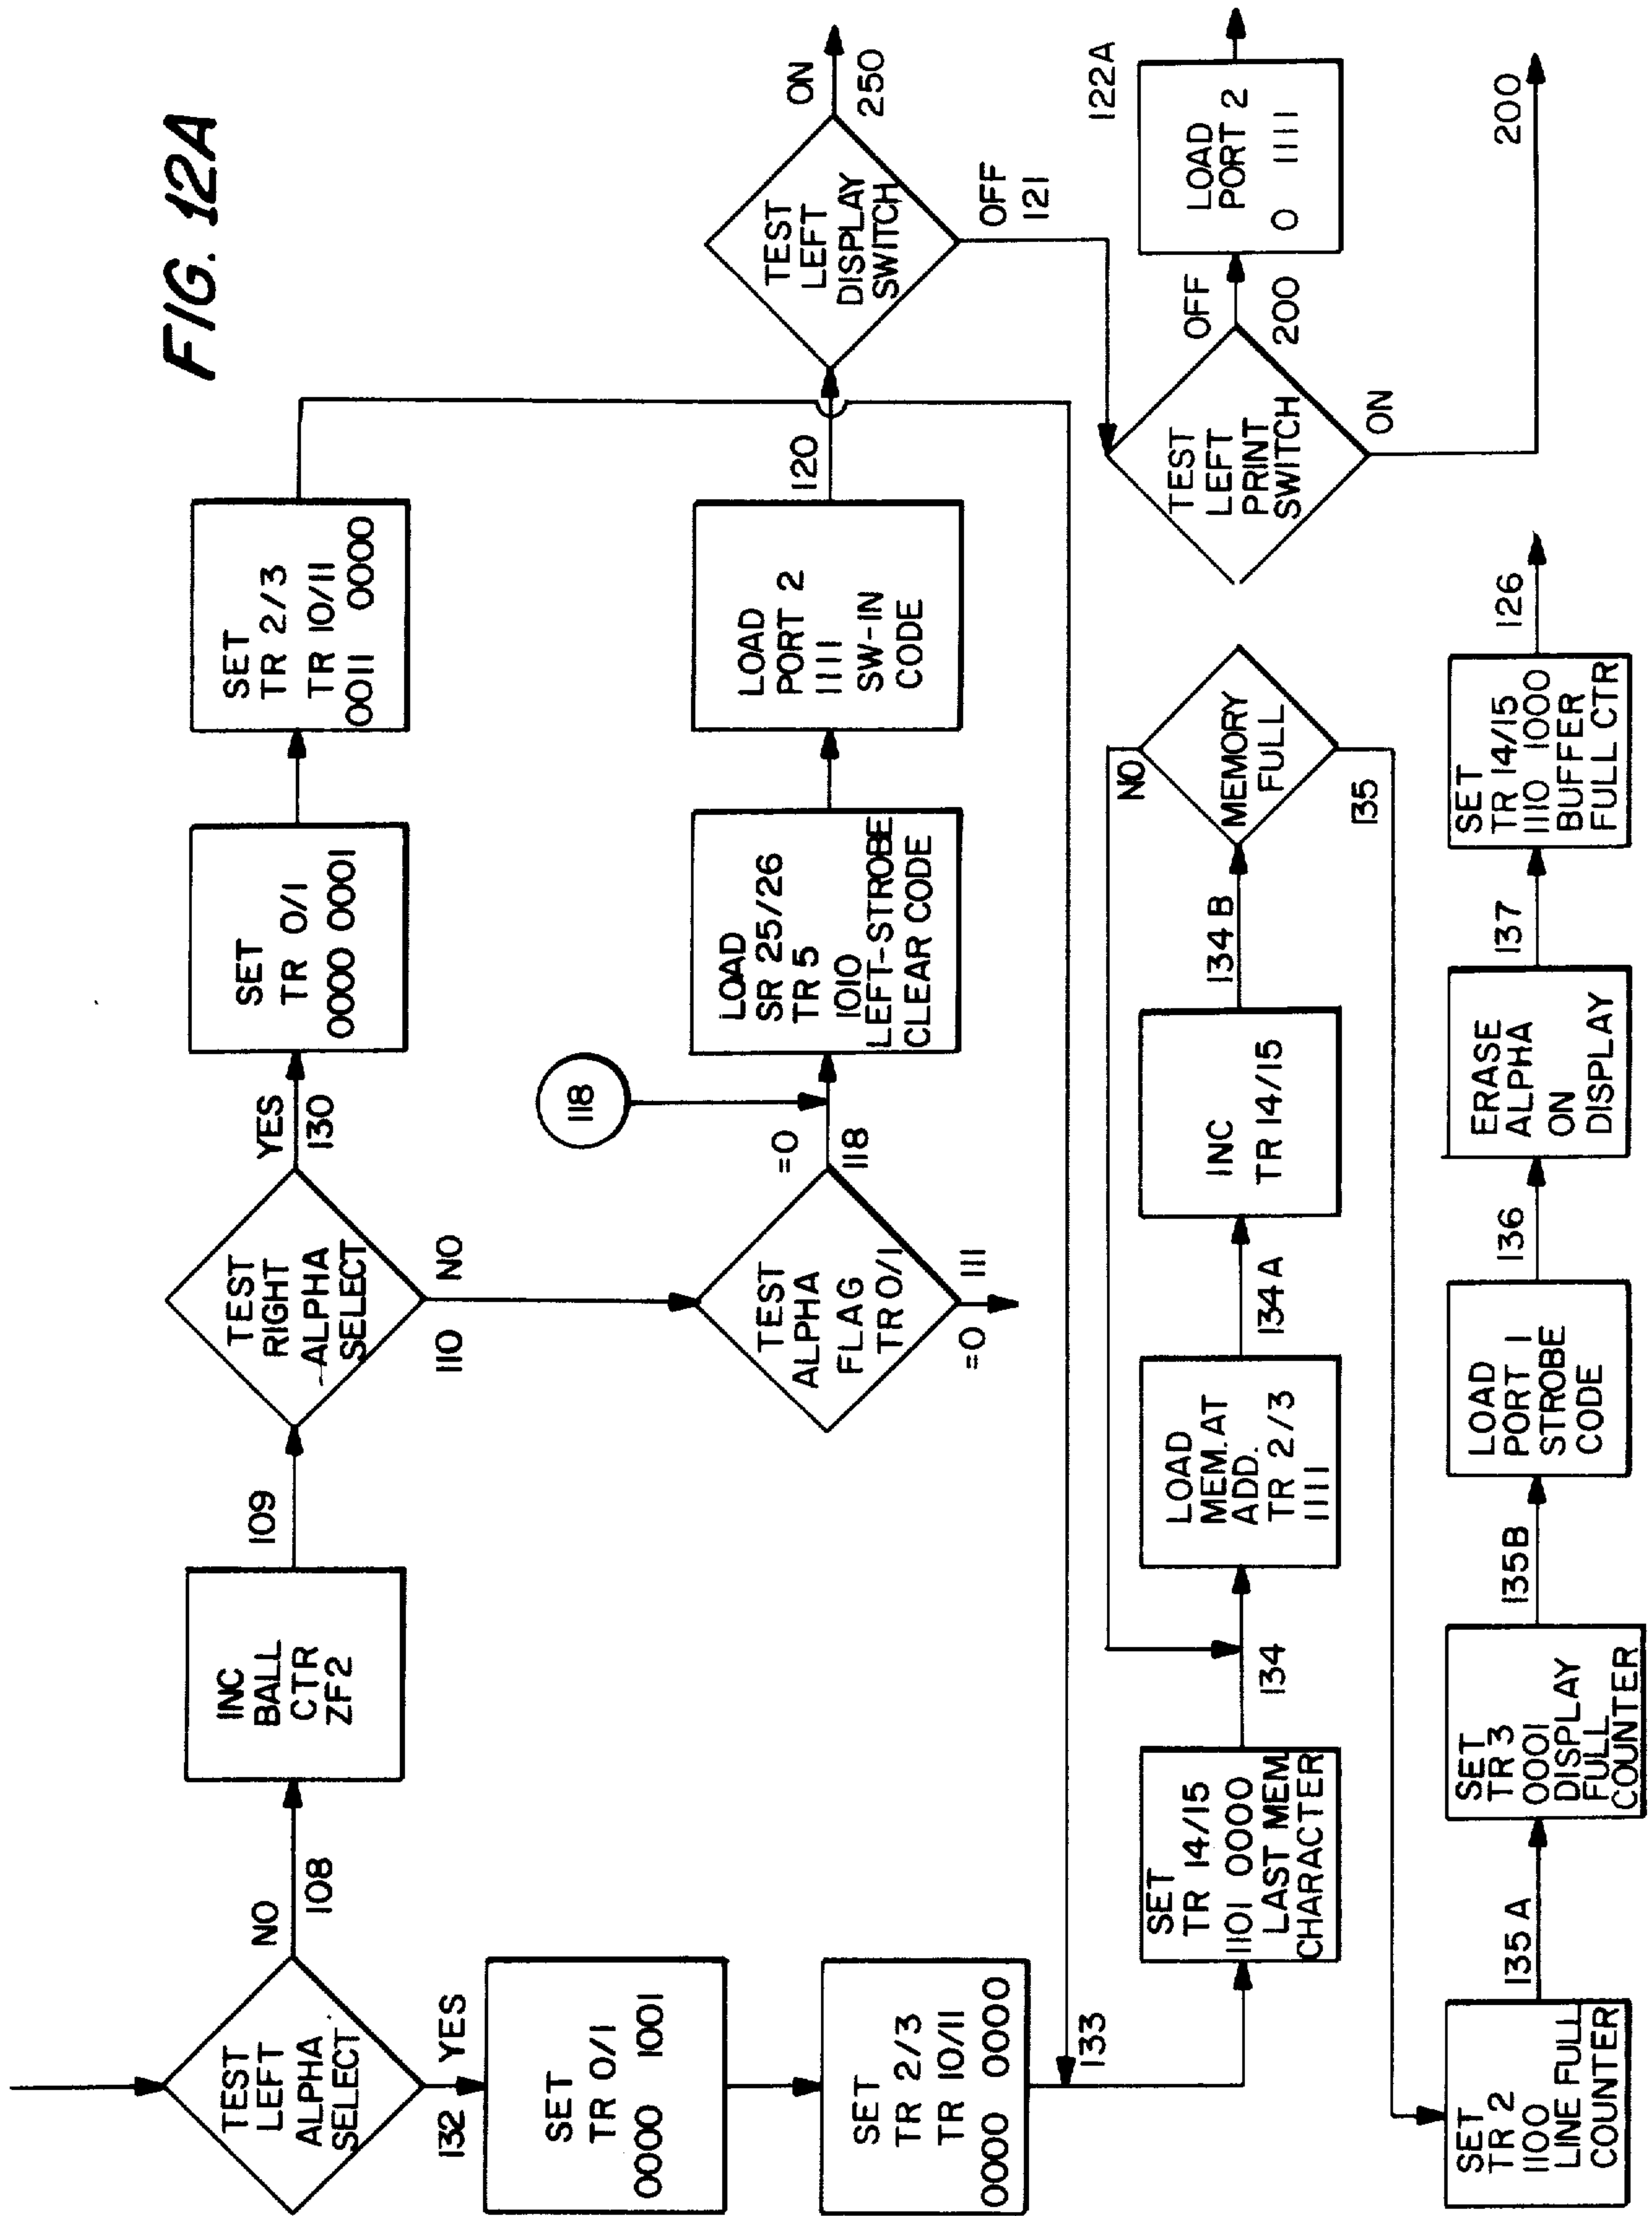 FIG. 12A
TEST
LEFT
ALPHA
SELECT
NO
108
132 YES
INC
BALL
CTR
ZF2
109
TEST
RIGHT
ALPHA
SELECT
YES
130
110 NO
SET
TR 0/1
0000 0001
SET
TR 2/3
TR 10/11
0011 0000
SET
TR 0/1
0000 1001
SET
TR 2/3
TR 10/11
0000 0000
133
TEST
ALPHA
FLAG
TR 0/1
=0
118
=0 111
118
LOAD
SR 25/26
TR 5
1010
LEFT-STROBE
CLEAR CODE
LOAD
PORT 2
1111
SW-IN
CODE
120
TEST
LEFT
DISPLAY
SWITCH
ON
250
OFF
121
SET
TR 14/15
1101 0000
LAST MEM
CHARACTER
134
LOAD
MEM. AT
ADD.
TR 2/3
1111
134A
INC
TR 14/15
134B
MEMORY
FULL
NO
135
TEST
LEFT
PRINT
SWITCH
OFF
200
ON
LOAD
PORT 2
0 1111
122A
200
SET
TR 2
1100
LINE FULL
COUNTER
135A
SET
TR 3
0001
DISPLAY
FULL
COUNTER
135B
LOAD
PORT 1
STROBE
CODE
136
ERASE
ALPHA
ON
DISPLAY
137
SET
TR 14/15
1110 1000
BUFFER
FULL CTR
126